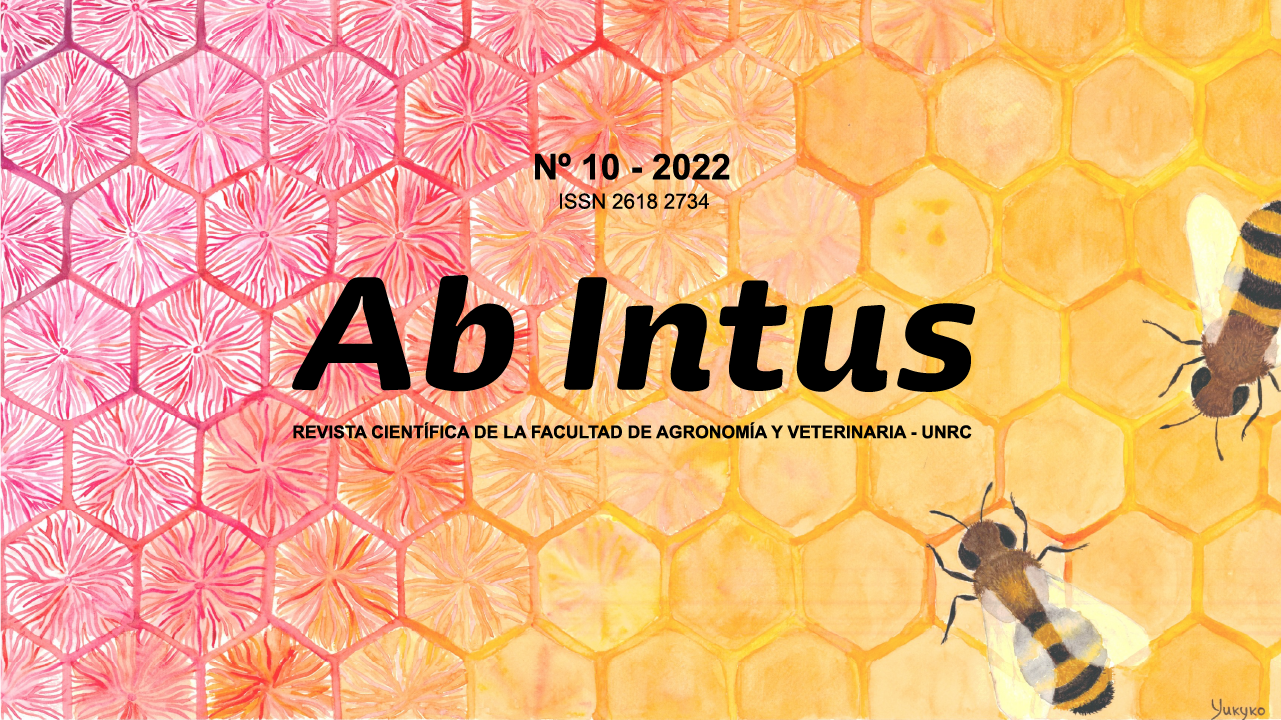 Nº 10 - 2022
ISSN 2618 2734
Ab Intus
REVISTA CIENTÍFICA DE LA FACULTAD DE AGRONOMÍA Y VETERINARIA - UNRC
Yukyko